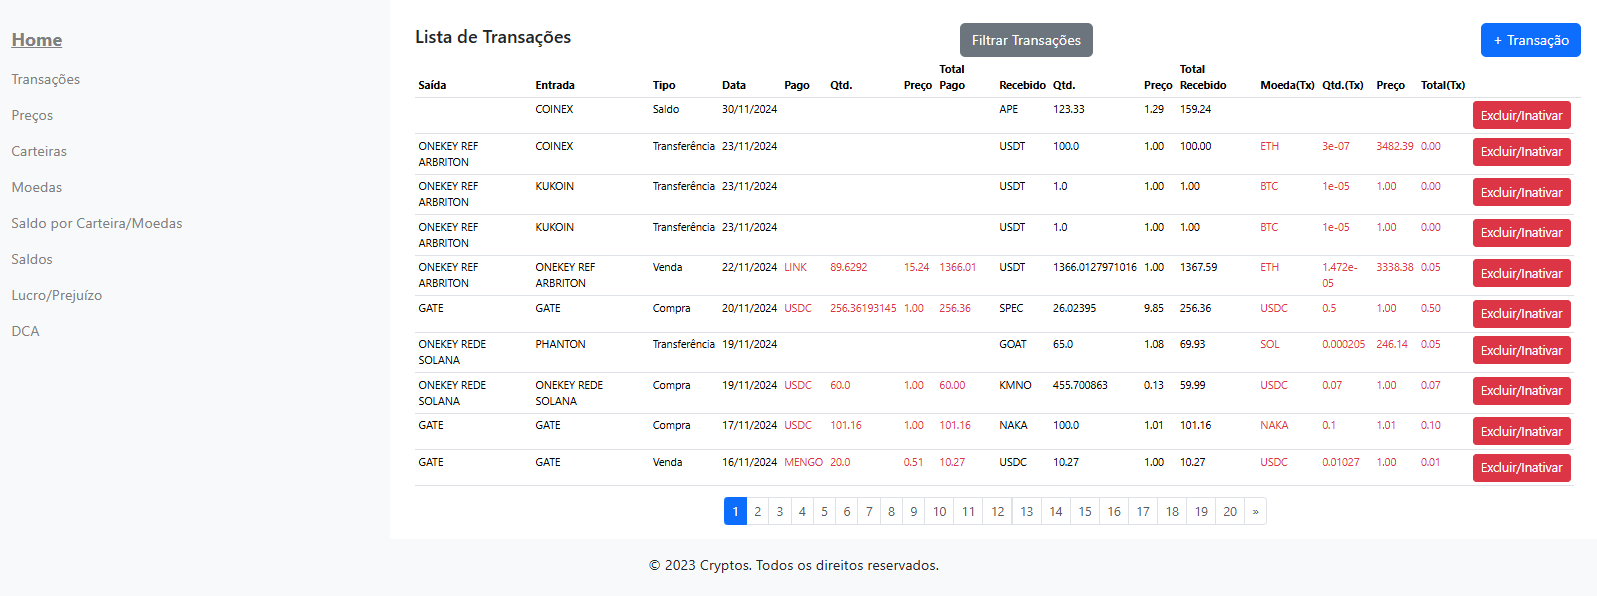 Home
Transações
Preços
Carteiras
Moedas
Saldo por Carteira/Moedas
Saldos
Lucro/Prejuízo
DCA
Lista de Transações
Filtrar Transações
+ Transação
Saída Entrada Tipo Data Pago Qtd. Preço Total Pago Recebido Qtd. Preço Total Recebido Moeda(Tx) Qtd.(Tx) Preço Total(Tx)
COINEX Saldo 30/11/2024 APE 123.33 1.29 159.24 Excluir/Inativar
ONEKEY REF ARBRITON COINEX Transferência 23/11/2024 USDT 100.0 1.00 100.00 ETH 3e-07 3482.39 0.00 Excluir/Inativar
ONEKEY REF ARBRITON KUKOIN Transferência 23/11/2024 USDT 1.0 1.00 1.00 BTC 1e-05 1.00 0.00 Excluir/Inativar
ONEKEY REF ARBRITON KUKOIN Transferência 23/11/2024 USDT 1.0 1.00 1.00 BTC 1e-05 1.00 0.00 Excluir/Inativar
ONEKEY REF ARBRITON ONEKEY REF ARBRITON Venda 22/11/2024 LINK 89.6292 15.24 1366.01 USDT 1366.0127971016 1.00 1367.59 ETH 1.472e-05 3338.38 0.05 Excluir/Inativar
GATE GATE Compra 20/11/2024 USDC 256.36193145 1.00 256.36 SPEC 26.02395 9.85 256.36 USDC 0.5 1.00 0.50 Excluir/Inativar
ONEKEY REDE SOLANA PHANTON Transferência 19/11/2024 GOAT 65.0 1.08 69.93 SOL 0.000205 246.14 0.05 Excluir/Inativar
ONEKEY REDE SOLANA ONEKEY REDE SOLANA Compra 19/11/2024 USDC 60.0 1.00 60.00 KMNO 455.700863 0.13 59.99 USDC 0.07 1.00 0.07 Excluir/Inativar
GATE GATE Compra 17/11/2024 USDC 101.16 1.00 101.16 NAKA 100.0 1.01 101.16 NAKA 0.1 1.01 0.10 Excluir/Inativar
GATE GATE Venda 16/11/2024 MENGO 20.0 0.51 10.27 USDC 10.27 1.00 10.27 USDC 0.01027 1.00 0.01 Excluir/Inativar
1 2 3 4 5 6 7 8 9 10 11 12 13 14 15 16 17 18 19 20 »
© 2023 Cryptos. Todos os direitos reservados.